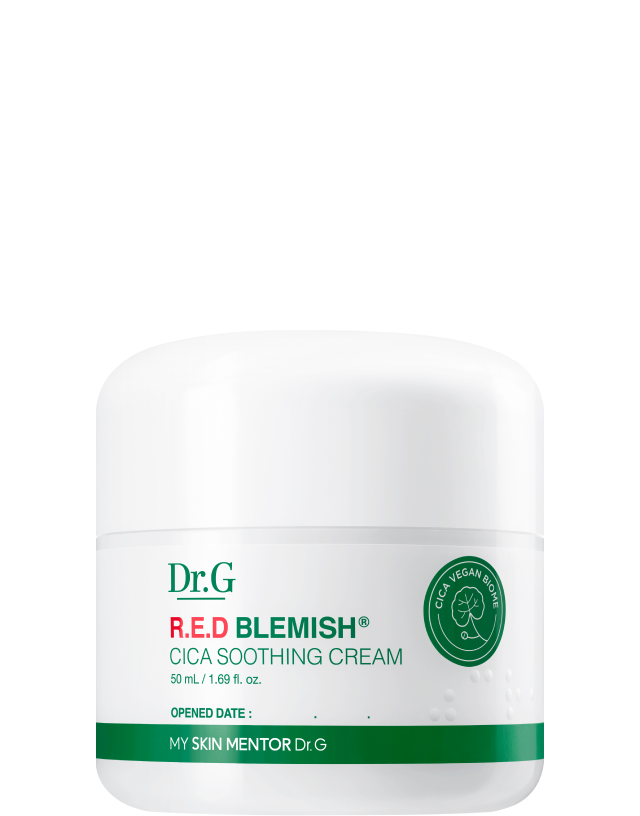 Dr.G
R.E.D BLEMISH®
CICA SOOTHING CREAM
50 mL / 1.69 fl. oz.
OPENED DATE : . .
MY SKIN MENTOR Dr.G
CICA VEGAN BIOME